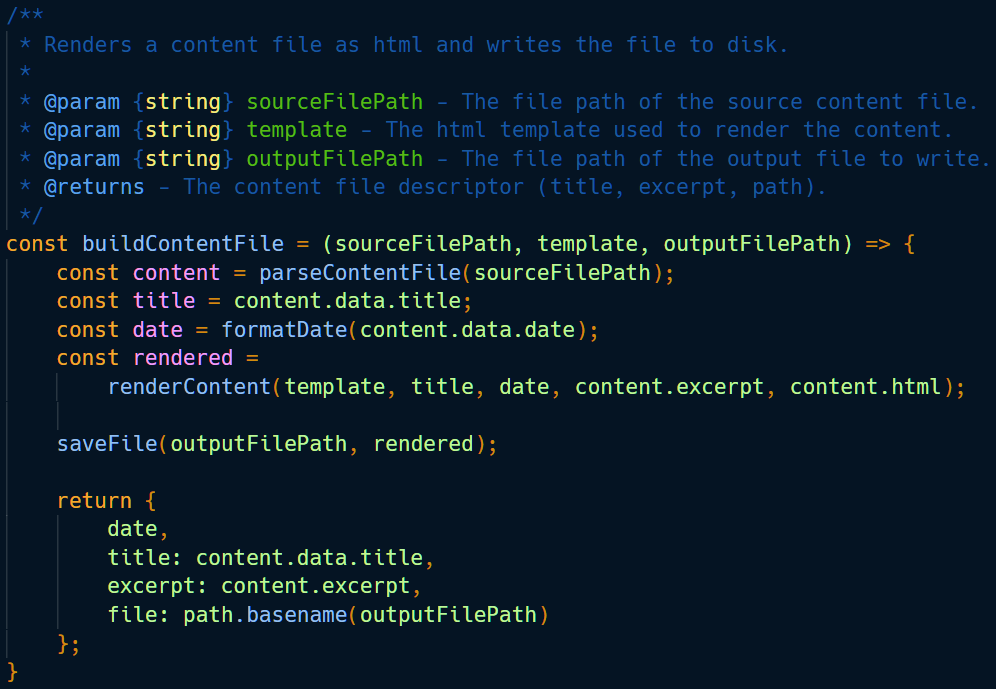 /**
 * Renders a content file as html and writes the file to disk.
 *
 * @param {string} sourceFilePath - The file path of the source content file.
 * @param {string} template - The html template used to render the content.
 * @param {string} outputFilePath - The file path of the output file to write.
 * @returns - The content file descriptor (title, excerpt, path).
 */
const buildContentFile = (sourceFilePath, template, outputFilePath) => {
    const content = parseContentFile(sourceFilePath);
    const title = content.data.title;
    const date = formatDate(content.data.date);
    const rendered =
        renderContent(template, title, date, content.excerpt, content.html);

    saveFile(outputFilePath, rendered);

    return {
        date,
        title: content.data.title,
        excerpt: content.excerpt,
        file: path.basename(outputFilePath)
    };
}